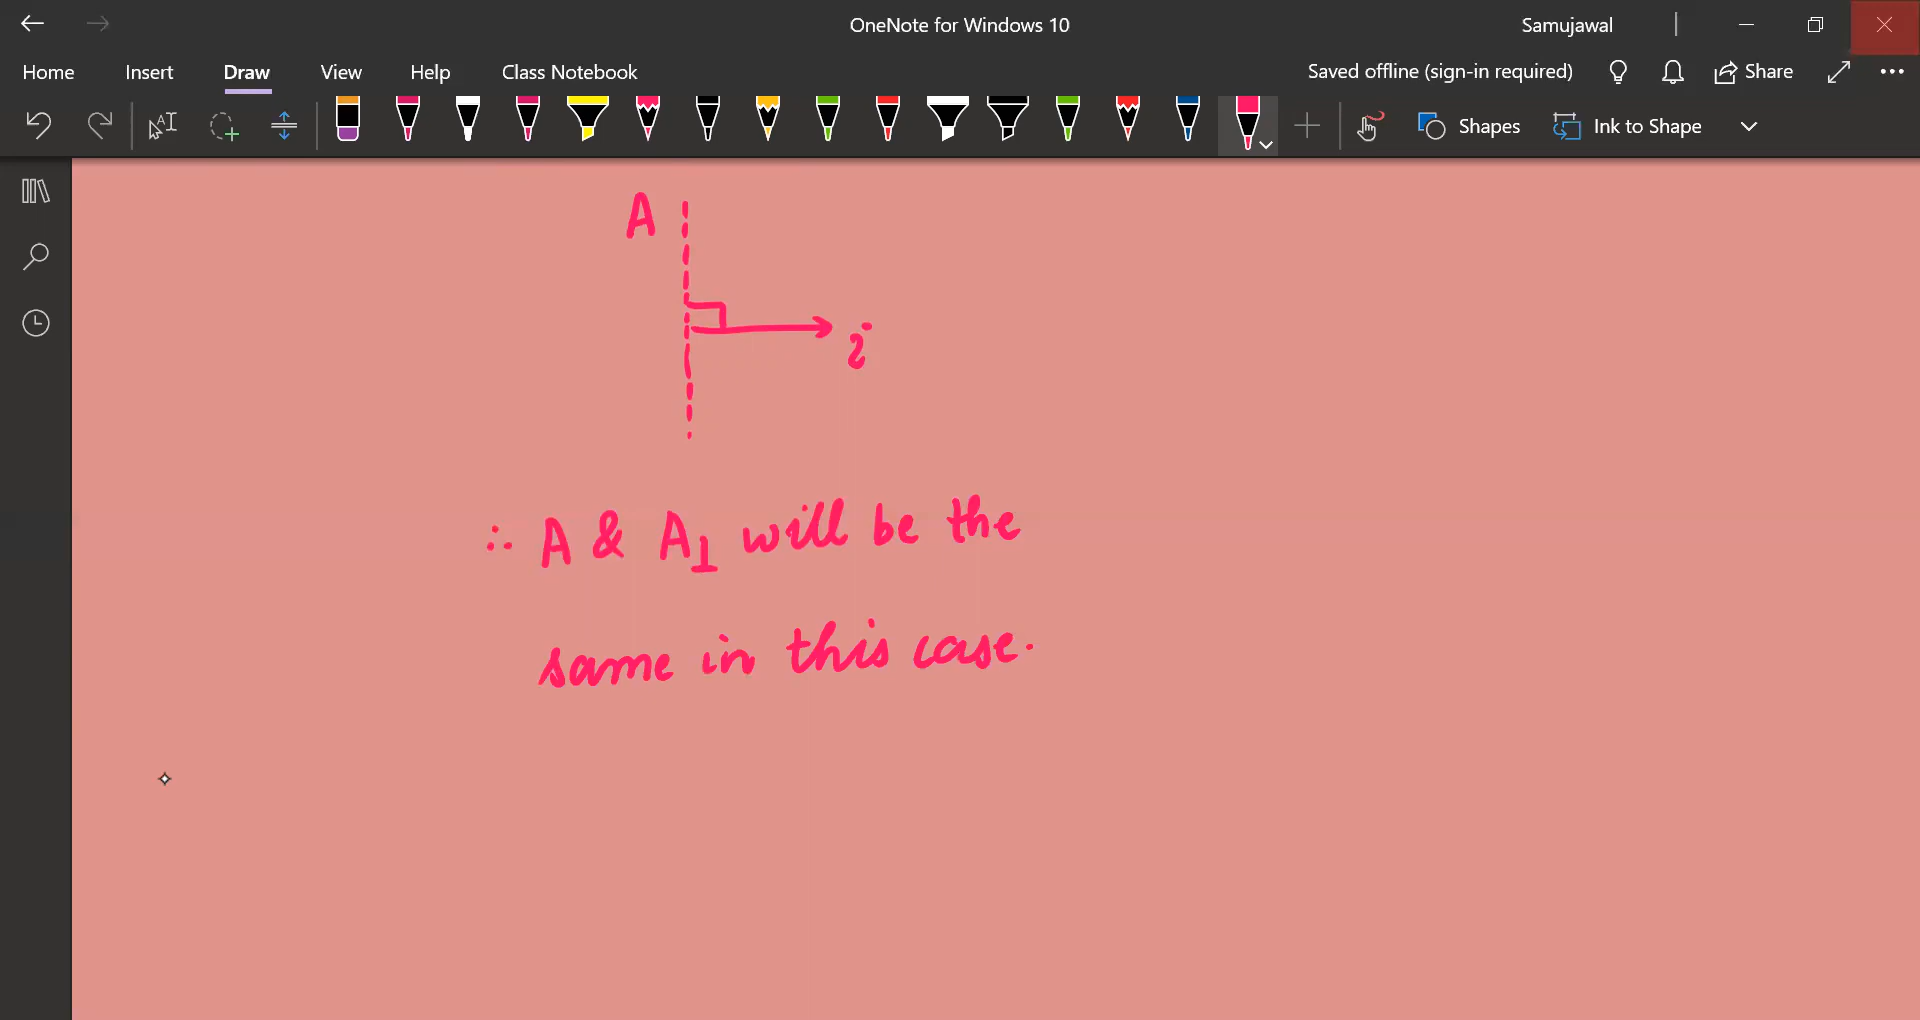 OneNote for Windows 10
Samujawal
Home Insert Draw View Help Class Notebook
Saved offline (sign-in required) Share
Shapes Ink to Shape
A
i
∴ A & A⊥ will be the
same in this case.